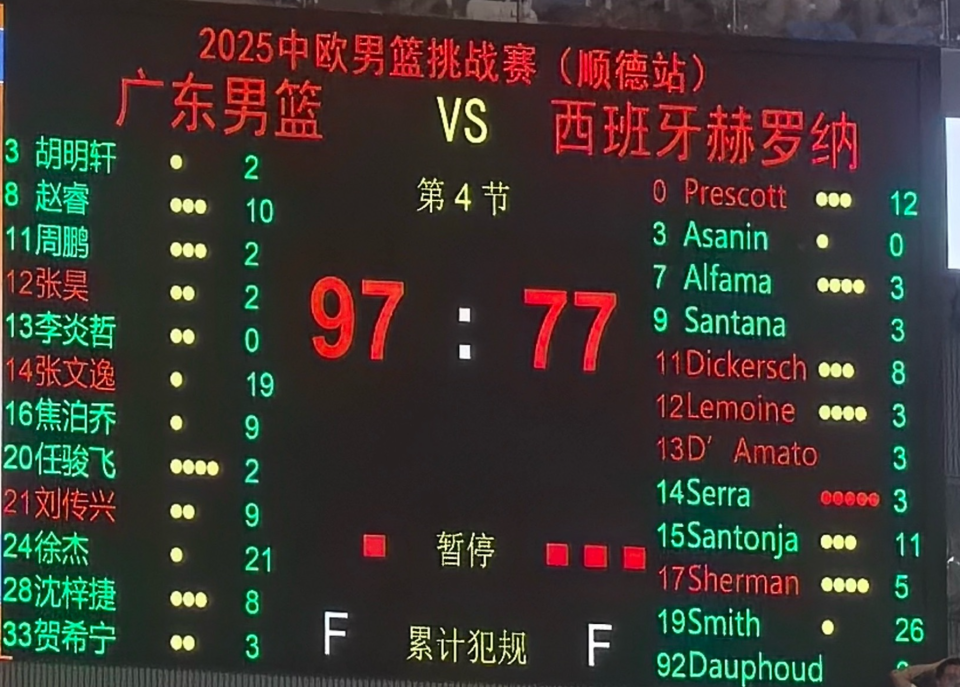 2025中欧男篮挑战赛（顺德站）
广东男篮 VS 西班牙赫罗纳
第4节
97 : 77
3 胡明轩 2
8 赵睿 10
11周鹏 2
12张昊 2
13李炎哲 0
14张文逸 19
16焦泊乔 9
20任骏飞 2
21刘传兴 9
24徐杰 21
28沈梓捷 8
33贺希宁 3
0 Prescott 12
3 Asanin 0
7 Alfama 3
9 Santana 3
11Dickersch 8
12Lemoine 3
13D' Amato 3
14Serra 3
15Santonja 11
17Sherman 5
19Smith 26
92Dauphoud
暂停
F 累计犯规 F